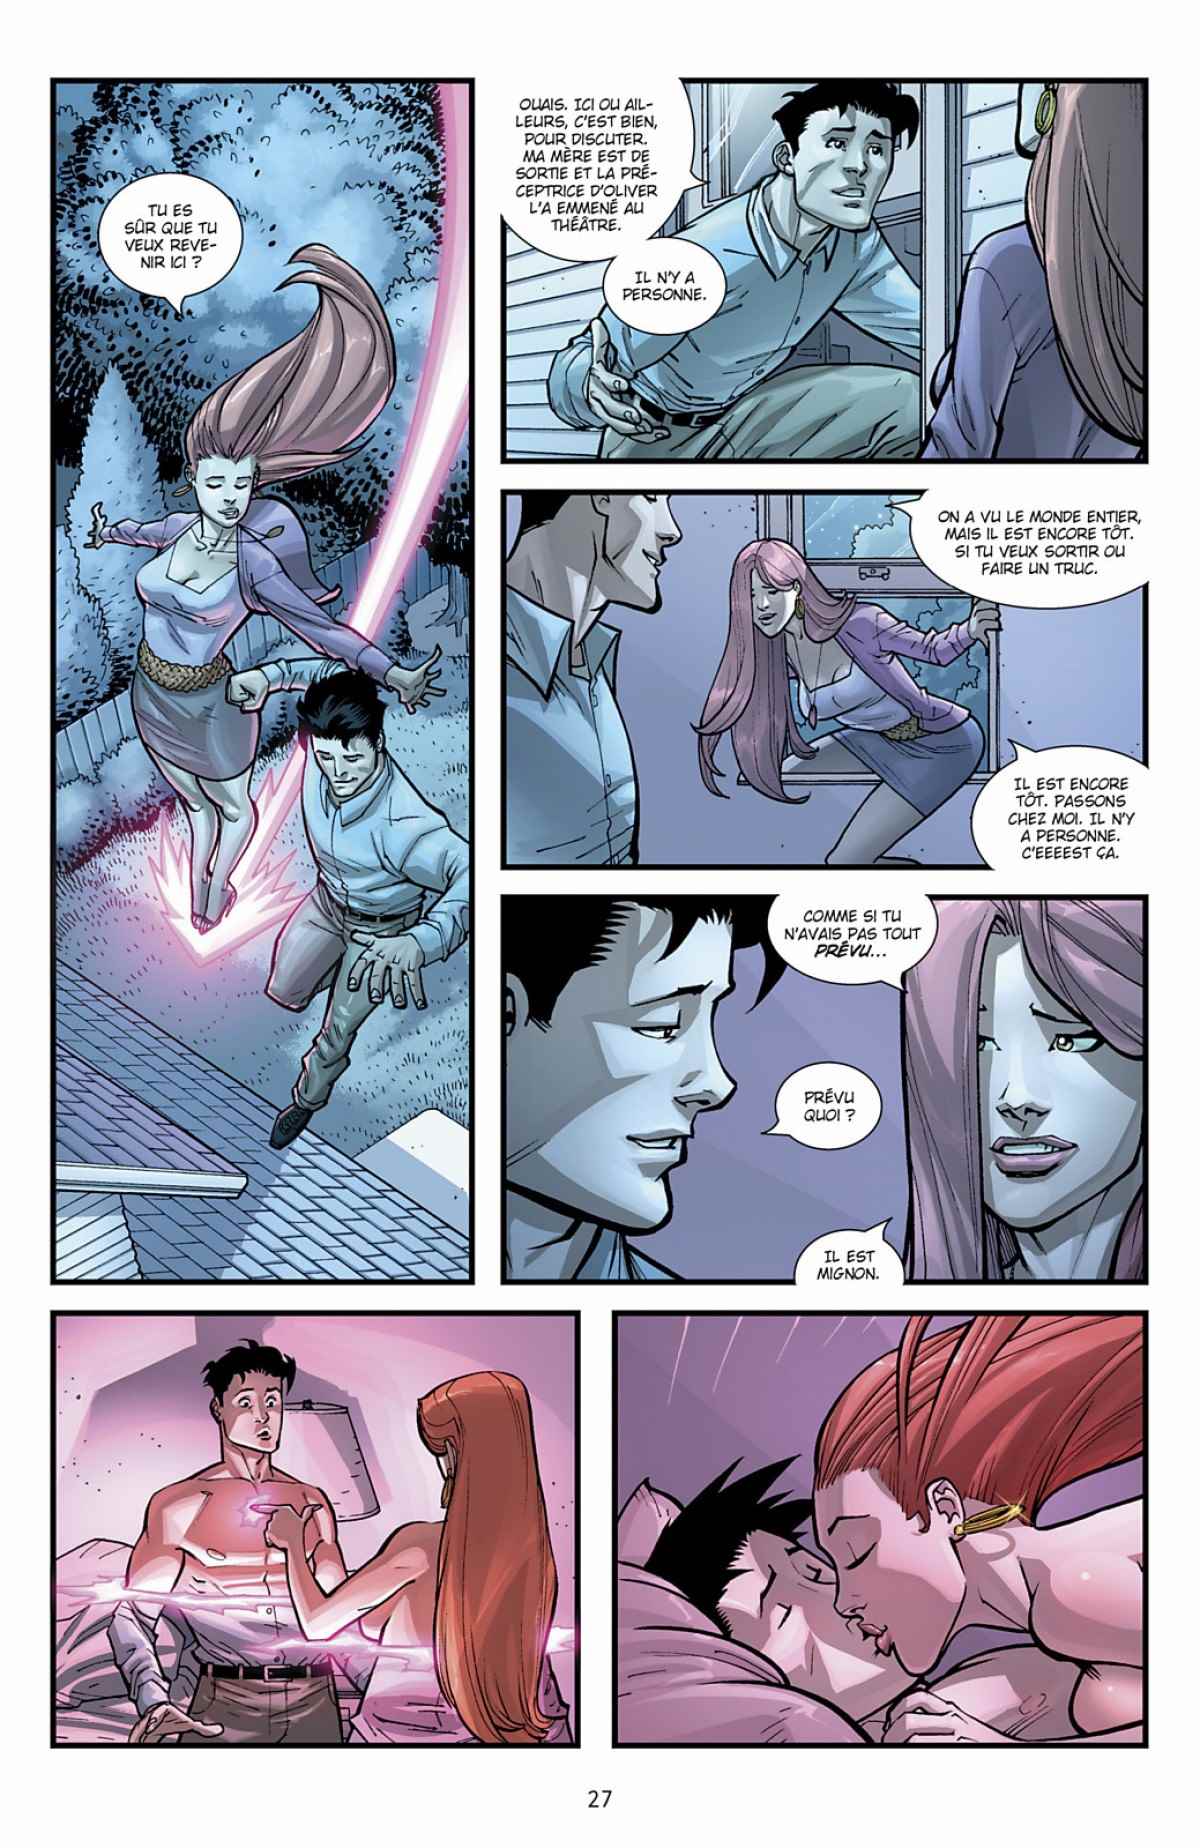 TU ES
SÛR QUE TU
VEUX REVE-
NIR ICI ?
OUAIS. ICI OU AIL-
LEURS, C'EST BIEN,
POUR DISCUTER.
MA MÈRE EST DE
SORTIE ET LA PRÉ-
CEPTRICE D'OLIVER
L'A EMMENÉ AU
THÉÂTRE.
IL N'Y A
PERSONNE.
ON A VU LE MONDE ENTIER,
MAIS IL EST ENCORE TÔT.
SI TU VEUX SORTIR OU
FAIRE UN TRUC.
IL EST ENCORE
TÔT. PASSONS
CHEZ MOI. IL N'Y
A PERSONNE.
C'EEEEST ÇA.
COMME SI TU
N'AVAIS PAS TOUT
PRÉVU...
PRÉVU
QUOI ?
IL EST
MIGNON.
27